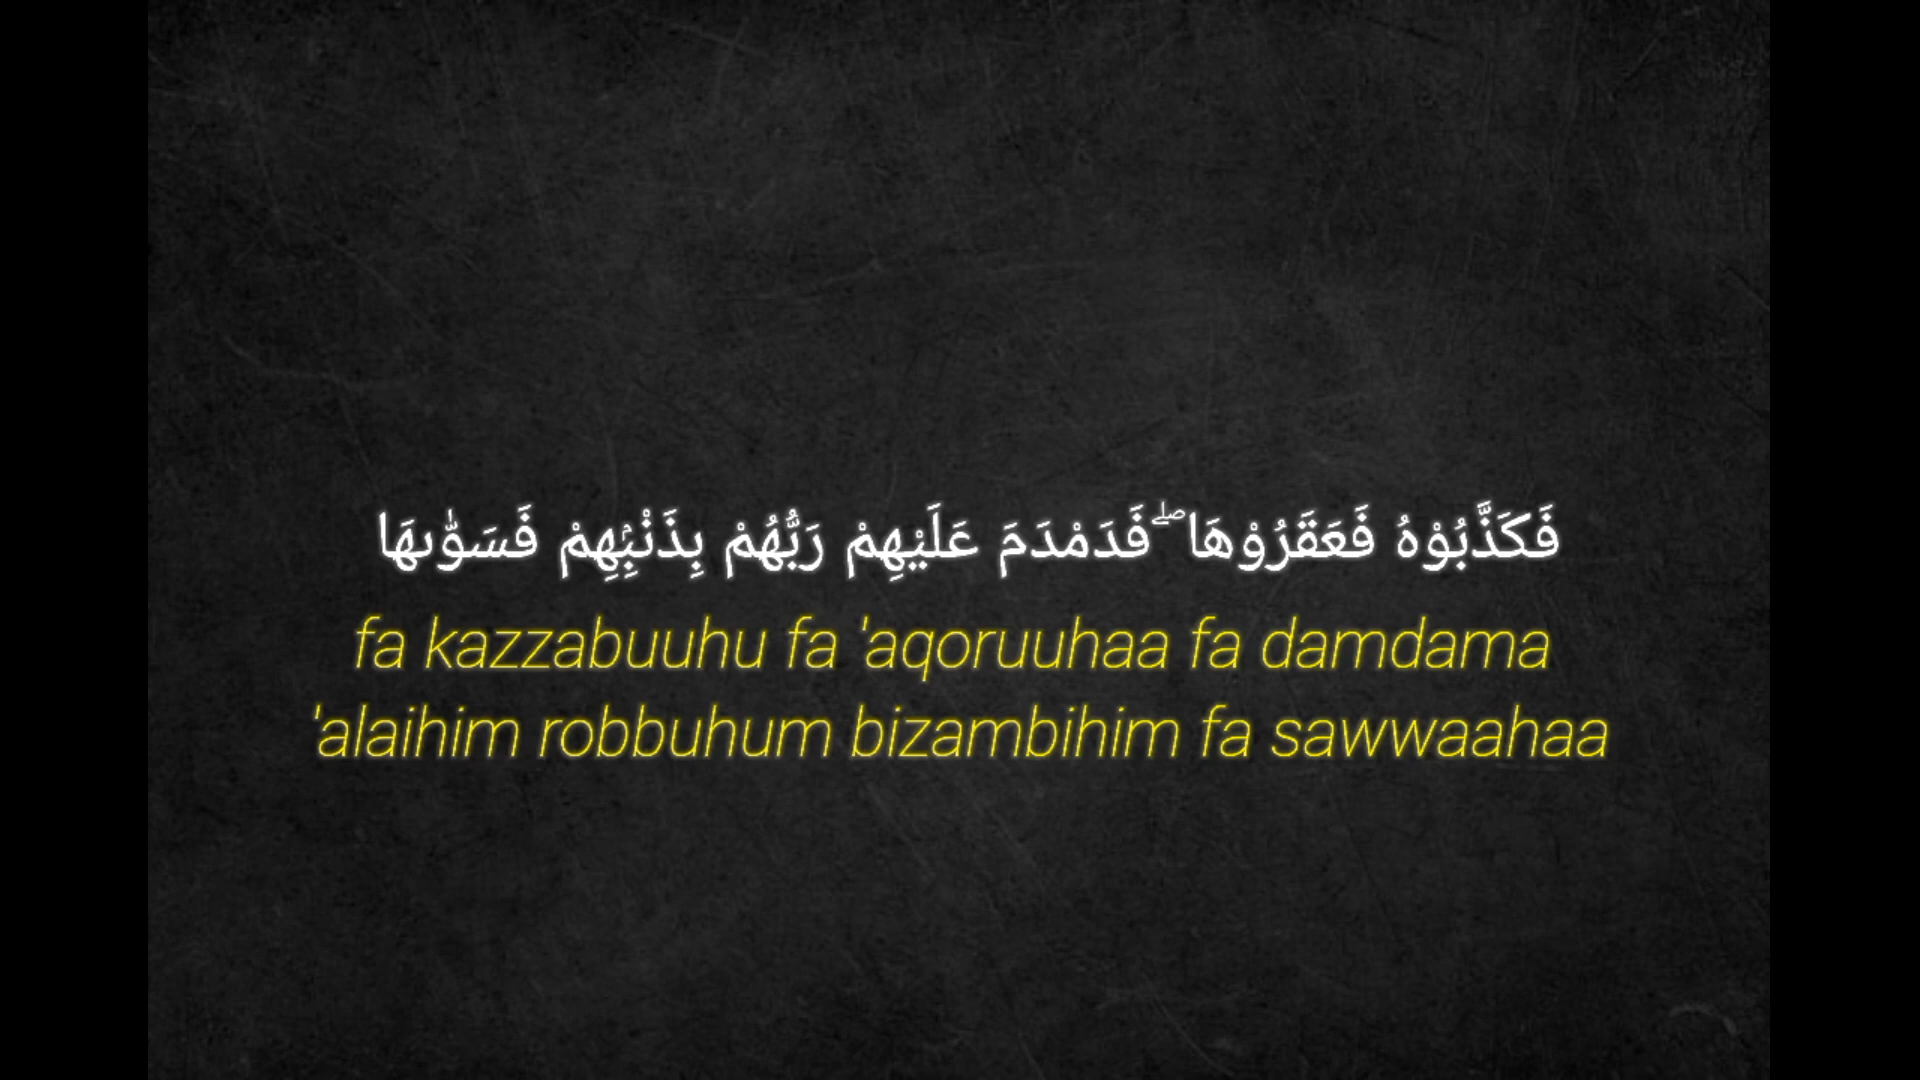 فَكَذَّبُوْهُ فَعَقَرُوْهَا ۖفَدَمْدَمَ عَلَيْهِمْ رَبُّهُمْ بِذَنْۢبِهِمْ فَسَوّٰىهَا
fa kazzabuuhu fa 'aqoruuhaa fa damdama
'alaihim robbuhum bizambihim fa sawwaahaa